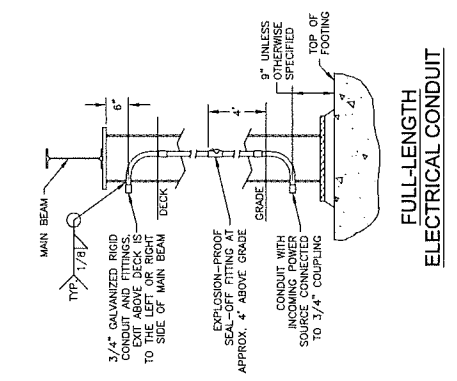 MAIN BEAM
TYP.
1/8
3/4" GALVANIZED RIGID
CONDUIT AND FITTINGS.
EXIT ABOVE DECK IS
TO THE LEFT OR RIGHT
SIDE OF MAIN BEAM
6"
DECK
EXPLOSION-PROOF
SEAL-OFF FITTING AT
APPROX. 4' ABOVE GRADE
4'
GRADE
CONDUIT WITH
INCOMING POWER
SOURCE CONNECTED
TO 3/4" COUPLING
9" UNLESS
OTHERWISE
SPECIFIED
TOP OF
FOOTING
FULL-LENGTH
ELECTRICAL CONDUIT